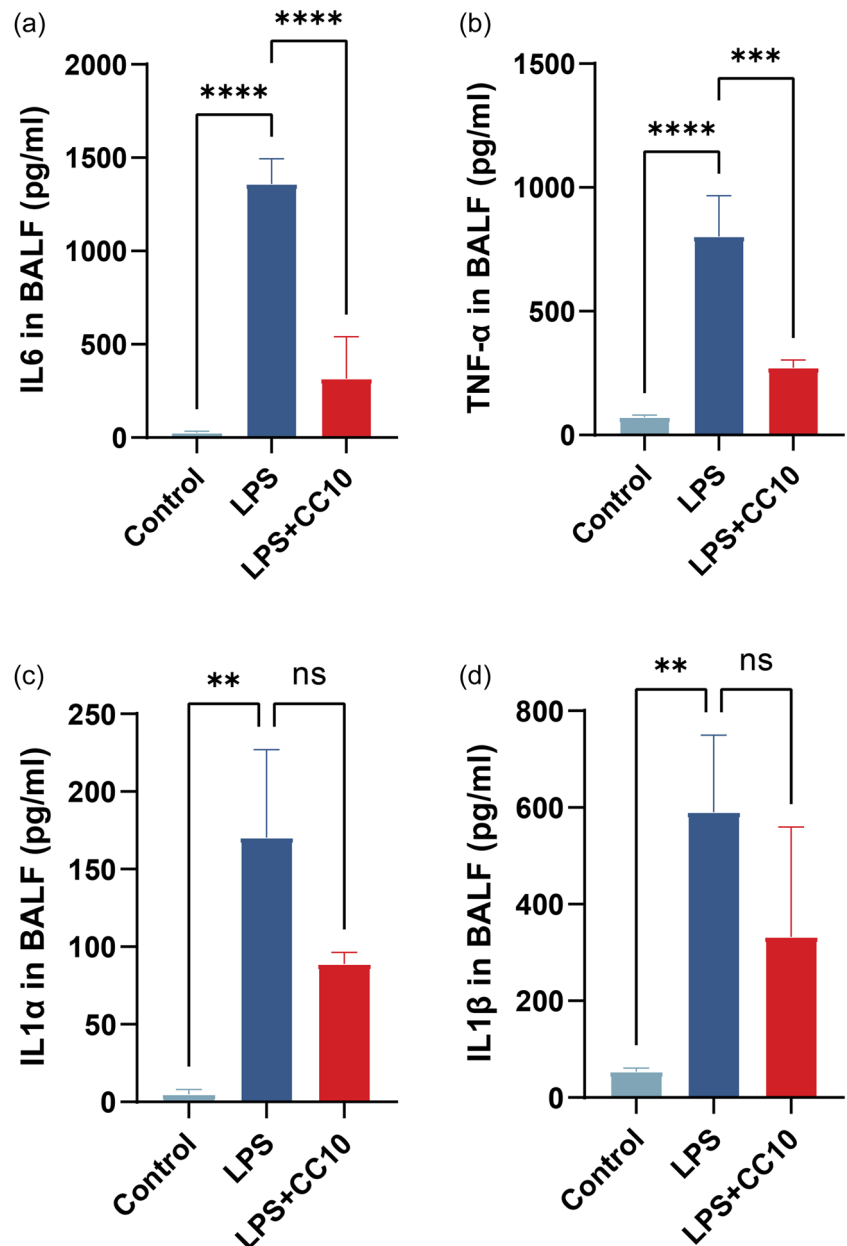 (a)
****
****
2000
1500
1000
500
0
IL6 in BALF (pg/ml)
Control
LPS
LPS+CC10
(b)
***
****
1500
1000
500
0
TNF-α in BALF (pg/ml)
Control
LPS
LPS+CC10
(c)
**
ns
250
200
150
100
50
0
IL1α in BALF (pg/ml)
Control
LPS
LPS+CC10
(d)
**
ns
800
600
400
200
0
IL1β in BALF (pg/ml)
Control
LPS
LPS+CC10